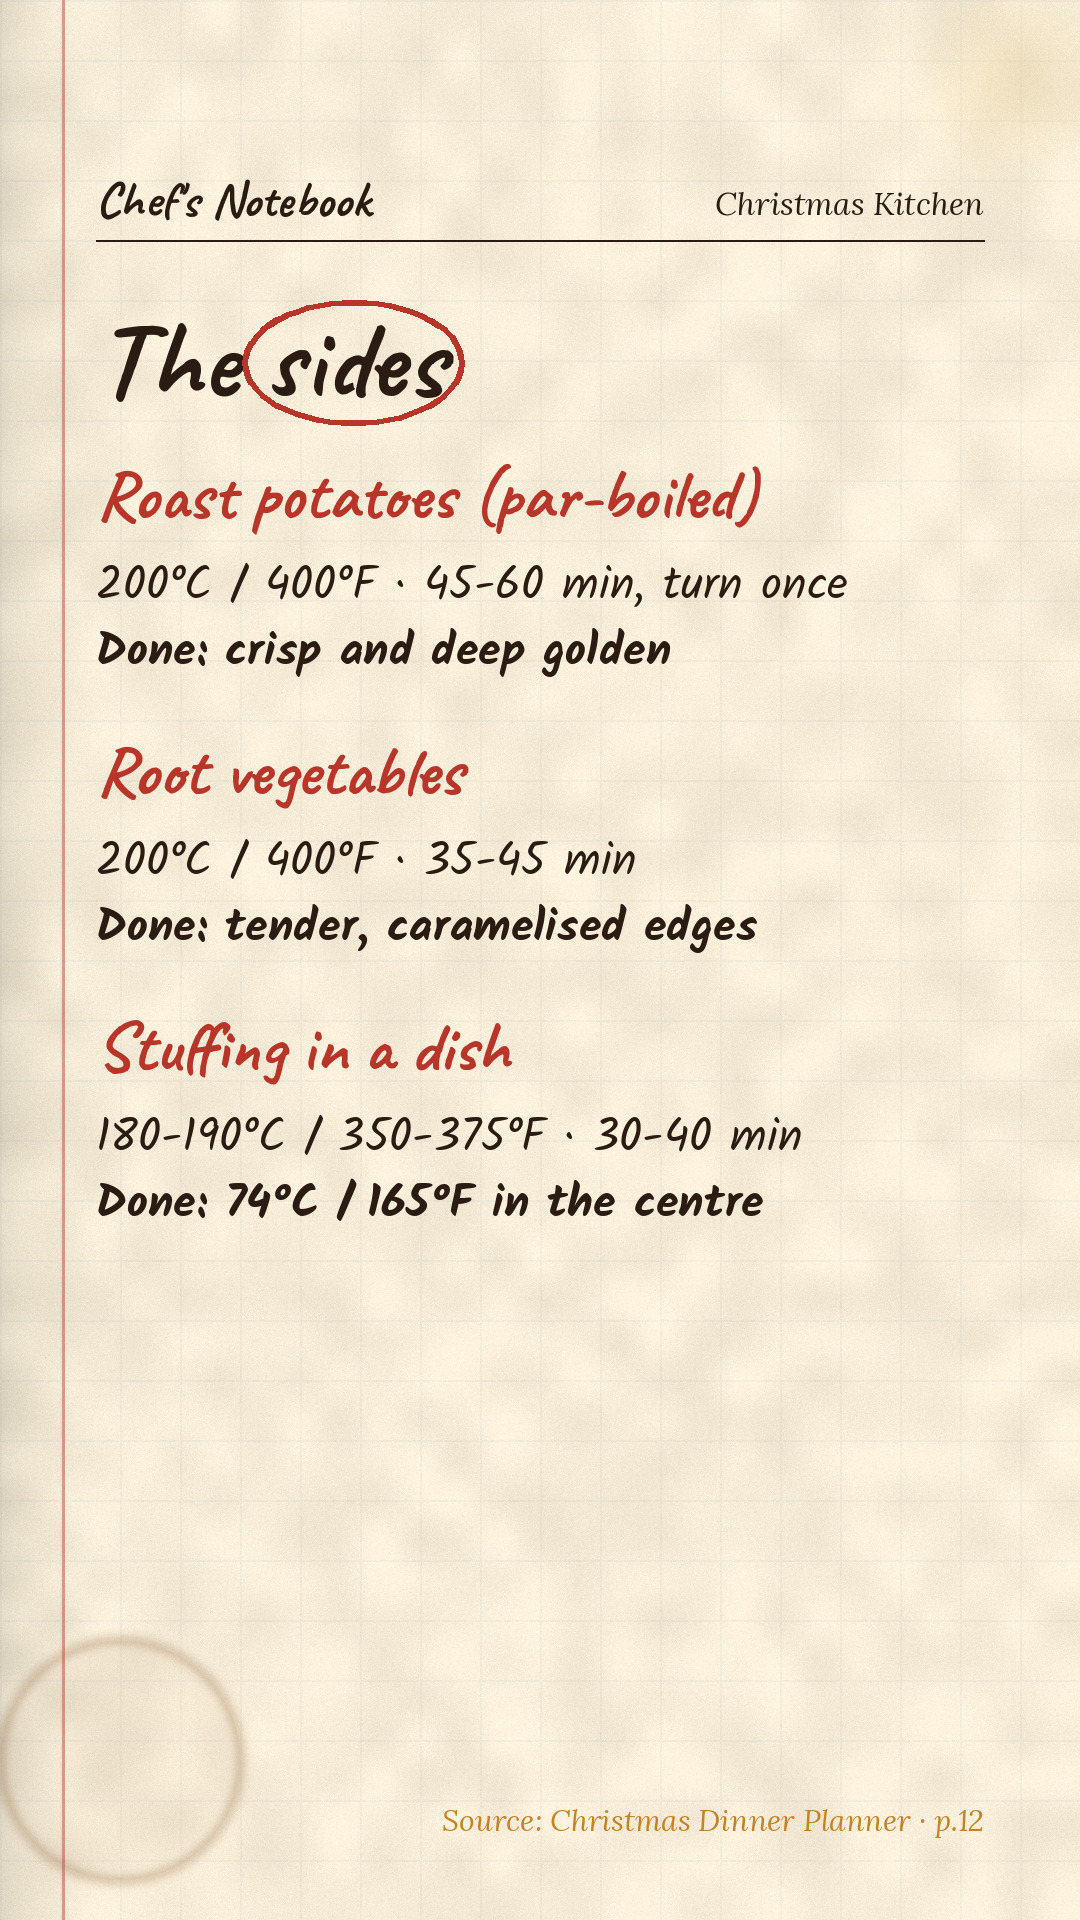 Chef's Notebook
Christmas Kitchen
The sides
Roast potatoes (par-boiled)
200°C / 400°F · 45-60 min, turn once
Done: crisp and deep golden
Root vegetables
200°C / 400°F · 35-45 min
Done: tender, caramelised edges
Stuffing in a dish
180-190°C / 350-375°F · 30-40 min
Done: 74°C / 165°F in the centre
Source: Christmas Dinner Planner · p.12